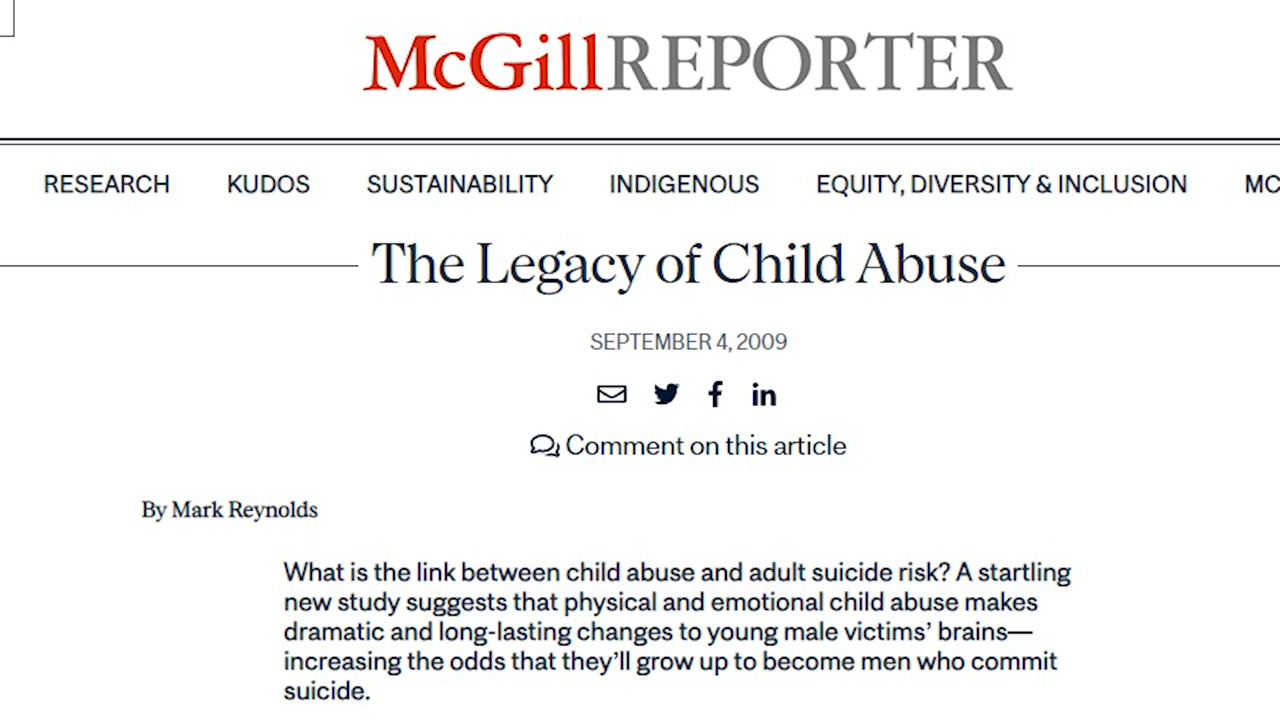 McGillREPORTER
RESEARCH KUDOS SUSTAINABILITY INDIGENOUS EQUITY, DIVERSITY & INCLUSION MC
The Legacy of Child Abuse
SEPTEMBER 4, 2009
Comment on this article
By Mark Reynolds
What is the link between child abuse and adult suicide risk? A startling
new study suggests that physical and emotional child abuse makes
dramatic and long-lasting changes to young male victims’ brains—
increasing the odds that they’ll grow up to become men who commit
suicide.